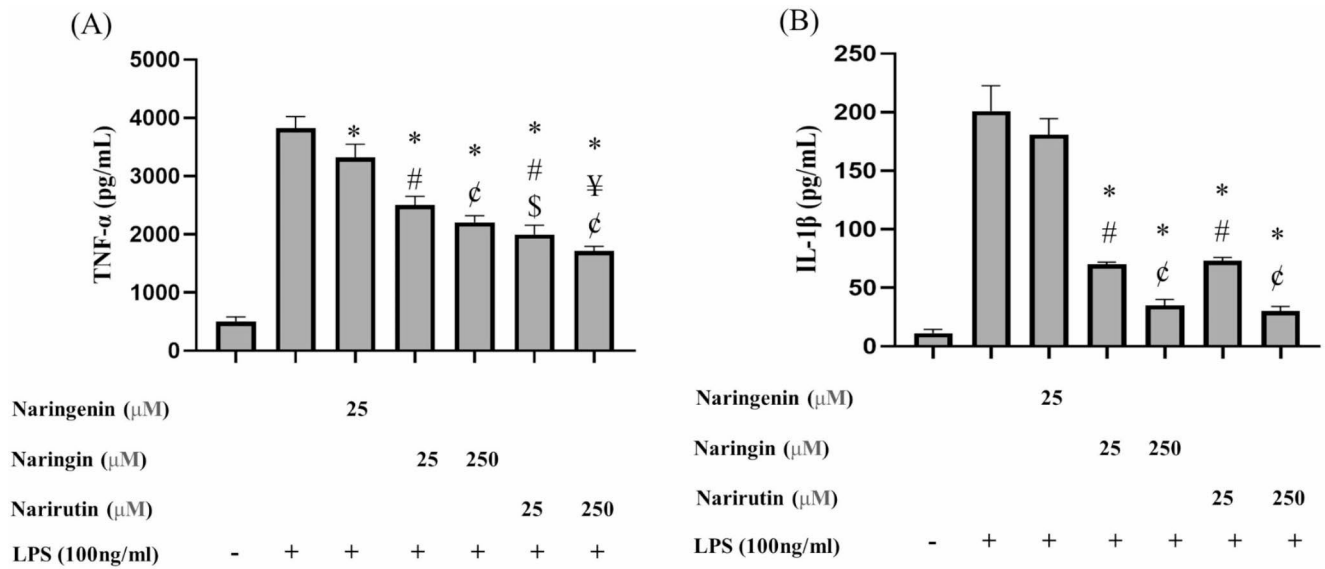 (A)
TNF-α (pg/mL)
5000
4000
3000
2000
1000
0
*
*
#
*
¢
*
#
$
*
¥
¢
Naringenin (μM) 25
Naringin (μM) 25 250
Narirutin (μM) 25 250
LPS (100ng/ml) - + + + + + +
(B)
IL-1β (pg/mL)
250
200
150
100
50
0
*
#
*
¢
*
#
*
¢
Naringenin (μM) 25
Naringin (μM) 25 250
Narirutin (μM) 25 250
LPS (100ng/ml) - + + + + + +